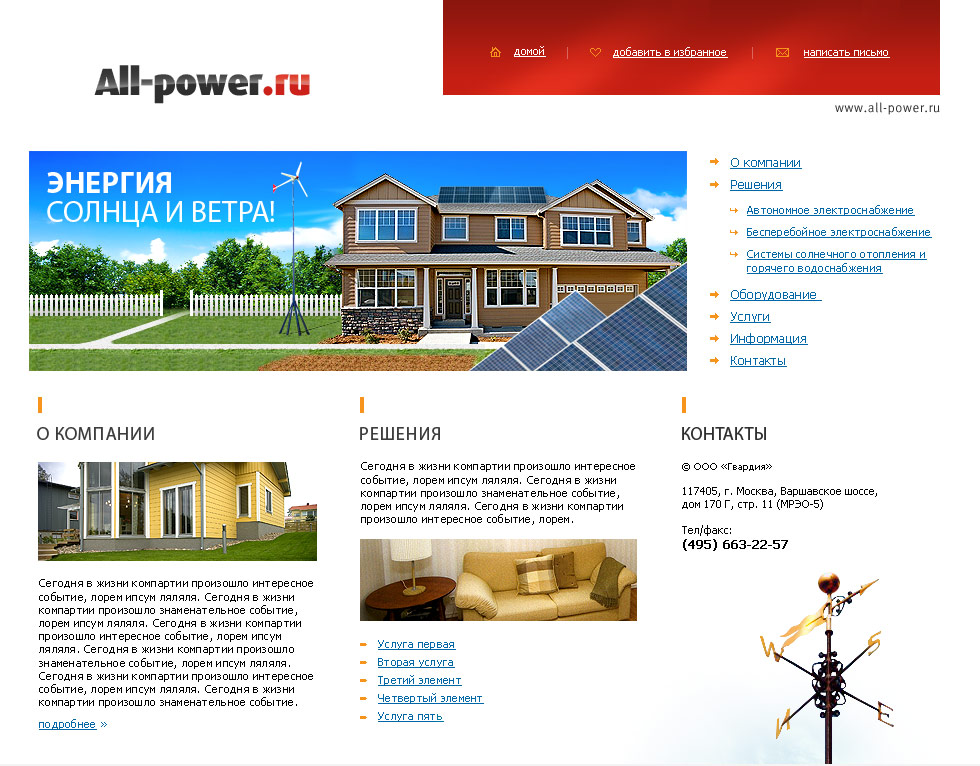 домой
добавить в избранное
написать письмо
All-power.ru
www.all-power.ru
ЭНЕРГИЯ
СОЛНЦА И ВЕТРА!
О компании
Решения
Автономное электроснабжение
Бесперебойное электроснабжение
Системы солнечного отопления и
горячего водоснабжения
Оборудование
Услуги
Информация
Контакты
О КОМПАНИИ
Сегодня в жизни компартии произошло интересное
событие, лорем ипсум ляляля. Сегодня в жизни
компартии произошло знаменательное событие,
лорем ипсум ляляля. Сегодня в жизни компартии
произошло интересное событие, лорем ипсум
ляляля. Сегодня в жизни компартии произошло
знаменательное событие, лорем ипсум ляляля.
Сегодня в жизни компартии произошло интересное
событие, лорем ипсум ляляля. Сегодня в жизни
компартии произошло знаменательное событие.
подробнее »
РЕШЕНИЯ
Сегодня в жизни компартии произошло интересное
событие, лорем ипсум ляляля. Сегодня в жизни
компартии произошло знаменательное событие,
лорем ипсум ляляля. Сегодня в жизни компартии
произошло интересное событие, лорем.
Услуга первая
Вторая услуга
Третий элемент
Четвертый элемент
Услуга пять
КОНТАКТЫ
© ООО «Гвардия»
117405, г. Москва, Варшавское шоссе,
дом 170 Г, стр. 11 (МРЭО-5)
Тел/факс:
(495) 663-22-57
W
S
N
E